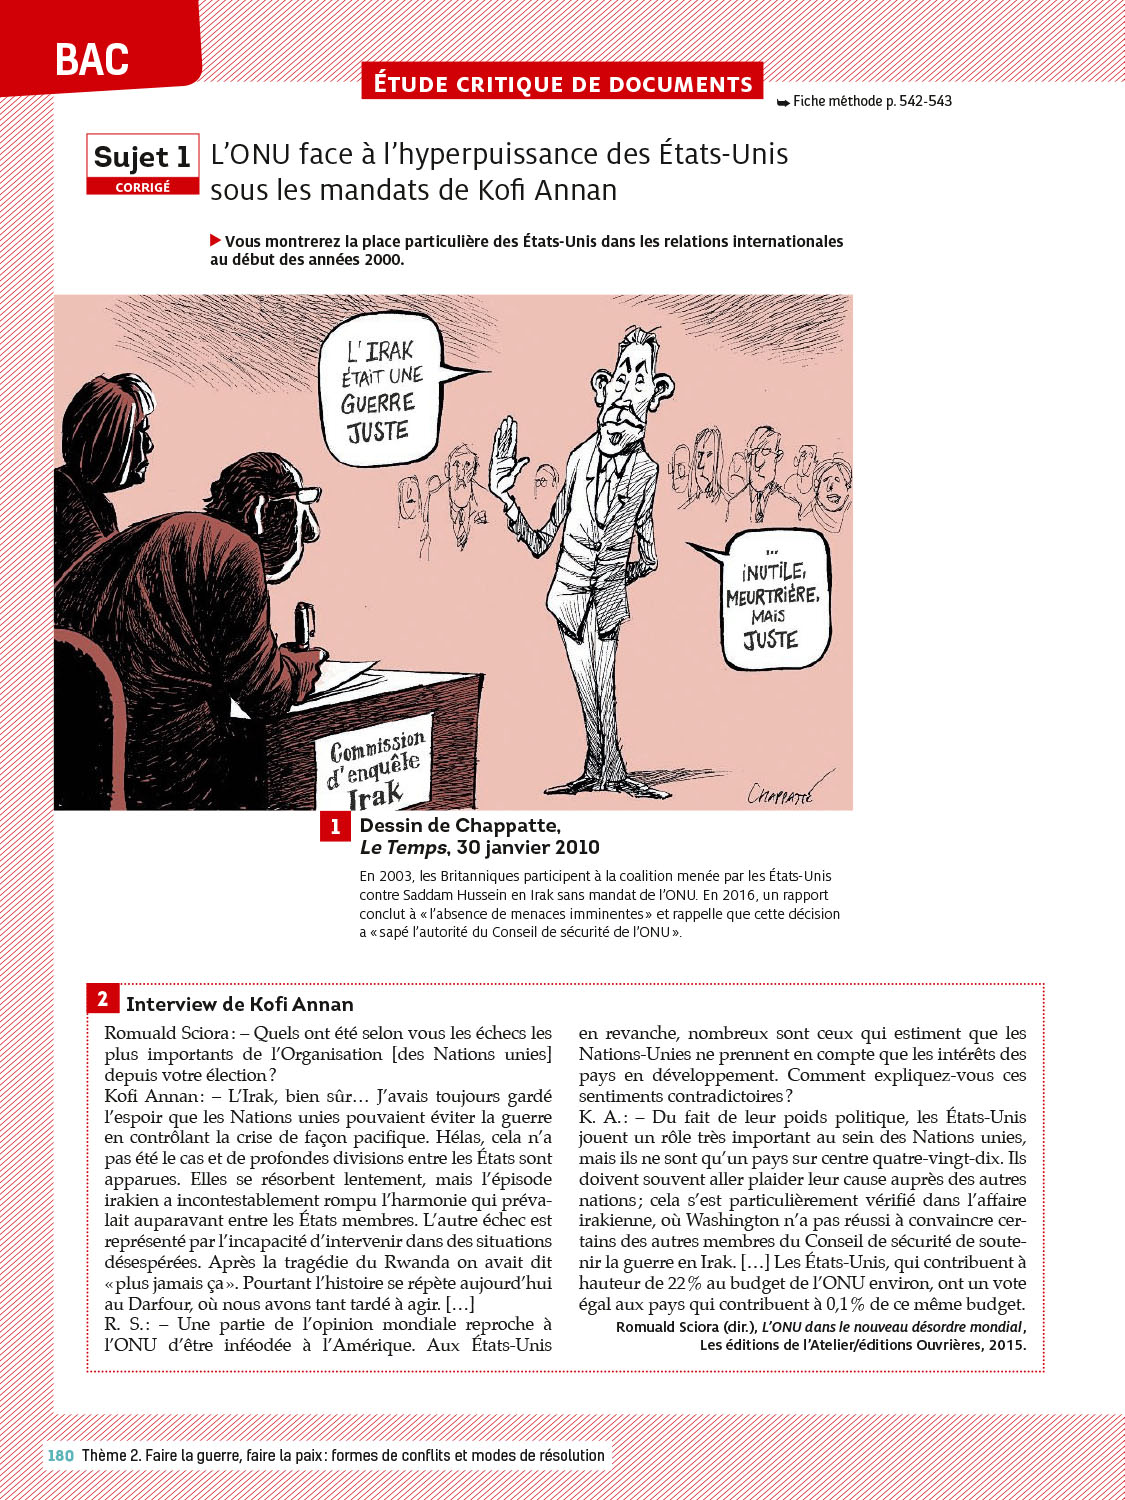 BAC
ÉTUDE CRITIQUE DE DOCUMENTS
➥ Fiche méthode p. 542-543
Sujet 1
CORRIGÉ
L’ONU face à l’hyperpuissance des États-Unis
sous les mandats de Kofi Annan
▶ Vous montrerez la place particulière des États-Unis dans les relations internationales
au début des années 2000.
L'IRAK
ÉTAIT UNE
GUERRE
JUSTE
...
INUTILE,
MEURTRIÈRE,
MAIS
JUSTE
Commission
d'enquête
Irak
CHAPPATTE
1
Dessin de Chappatte,
Le Temps, 30 janvier 2010
En 2003, les Britanniques participent à la coalition menée par les États-Unis
contre Saddam Hussein en Irak sans mandat de l’ONU. En 2016, un rapport
conclut à « l’absence de menaces imminentes » et rappelle que cette décision
a « sapé l’autorité du Conseil de sécurité de l’ONU ».
2
Interview de Kofi Annan
Romuald Sciora : – Quels ont été selon vous les échecs les
plus importants de l’Organisation [des Nations unies]
depuis votre élection ?
Kofi Annan : – L’Irak, bien sûr… J’avais toujours gardé
l’espoir que les Nations unies pouvaient éviter la guerre
en contrôlant la crise de façon pacifique. Hélas, cela n’a
pas été le cas et de profondes divisions entre les États sont
apparues. Elles se résorbent lentement, mais l’épisode
irakien a incontestablement rompu l’harmonie qui préva-
lait auparavant entre les États membres. L’autre échec est
représenté par l’incapacité d’intervenir dans des situations
désespérées. Après la tragédie du Rwanda on avait dit
« plus jamais ça ». Pourtant l’histoire se répète aujourd’hui
au Darfour, où nous avons tant tardé à agir. […]
R. S. : – Une partie de l’opinion mondiale reproche à
l’ONU d’être inféodée à l’Amérique. Aux États-Unis
en revanche, nombreux sont ceux qui estiment que les
Nations-Unies ne prennent en compte que les intérêts des
pays en développement. Comment expliquez-vous ces
sentiments contradictoires ?
K. A. : – Du fait de leur poids politique, les États-Unis
jouent un rôle très important au sein des Nations unies,
mais ils ne sont qu’un pays sur centre quatre-vingt-dix. Ils
doivent souvent aller plaider leur cause auprès des autres
nations ; cela s’est particulièrement vérifié dans l’affaire
irakienne, où Washington n’a pas réussi à convaincre cer-
tains des autres membres du Conseil de sécurité de soute-
nir la guerre en Irak. […] Les États-Unis, qui contribuent à
hauteur de 22 % au budget de l’ONU environ, ont un vote
égal aux pays qui contribuent à 0,1 % de ce même budget.
Romuald Sciora (dir.), L’ONU dans le nouveau désordre mondial,
Les éditions de l’Atelier/éditions Ouvrières, 2015.
180 Thème 2. Faire la guerre, faire la paix : formes de conflits et modes de résolution